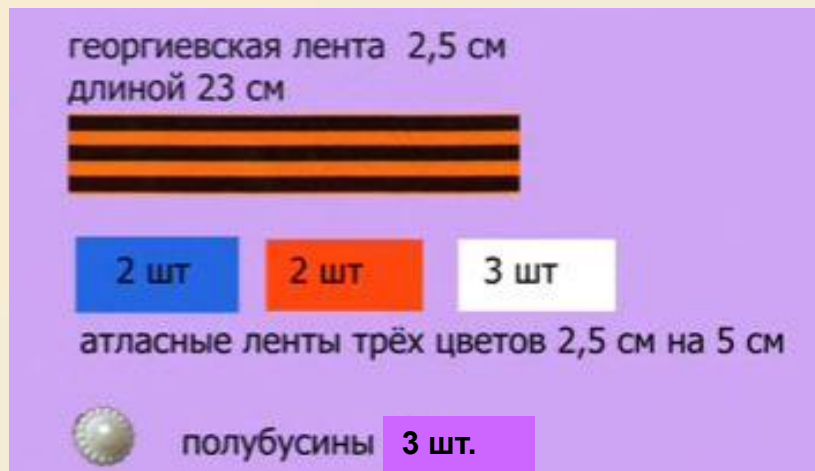 георгиевская лента 2,5 см
длиной 23 см
2 шт 2 шт 3 шт
атласные ленты трёх цветов 2,5 см на 5 см
полубусины 3 шт.